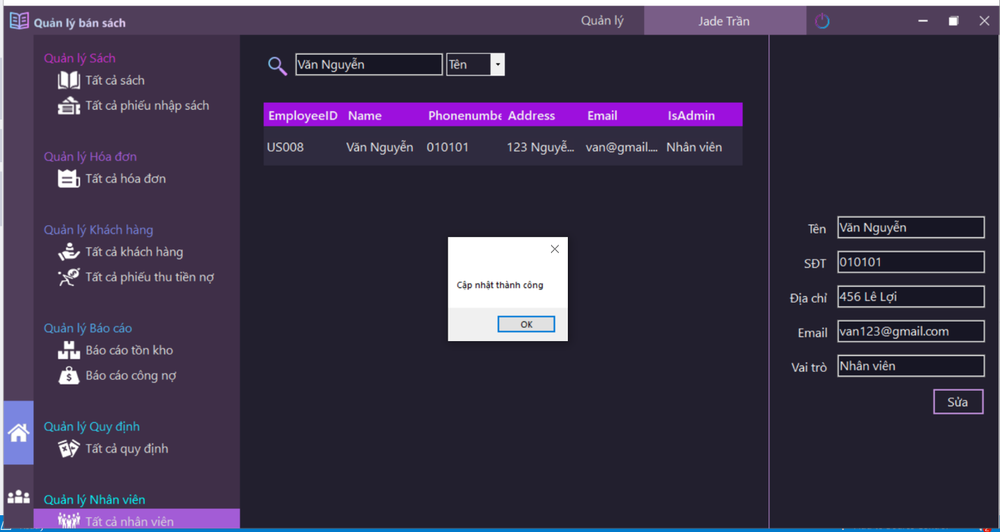 Quản lý bán sách
Quản lý
Jade Trần
Quản lý Sách
Tất cả sách
Tất cả phiếu nhập sách
Quản lý Hóa đơn
Tất cả hóa đơn
Quản lý Khách hàng
Tất cả khách hàng
Tất cả phiếu thu tiền nợ
Quản lý Báo cáo
Báo cáo tồn kho
Báo cáo công nợ
Quản lý Quy định
Tất cả quy định
Quản lý Nhân viên
Tất cả nhân viên
Văn Nguyễn Tên
EmployeeID Name Phonenumbe Address Email IsAdmin
US008 Văn Nguyễn 010101 123 Nguyễ... van@gmail.... Nhân viên
Cập nhật thành công
OK
Tên Văn Nguyễn
SĐT 010101
Địa chỉ 456 Lê Lợi
Email van123@gmail.com
Vai trò Nhân viên
Sửa